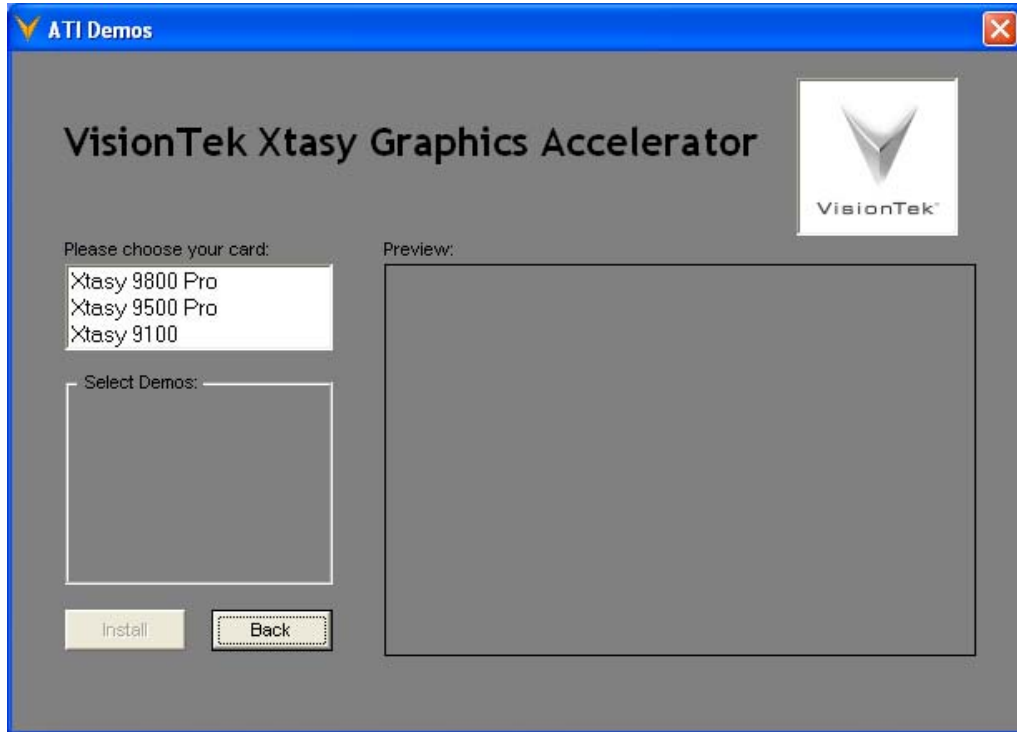 ATI Demos
VisionTek Xtasy Graphics Accelerator
VisionTek
Please choose your card:
Preview:
Xtasy 9800 Pro
Xtasy 9500 Pro
Xtasy 9100
Select Demos:
Install
Back